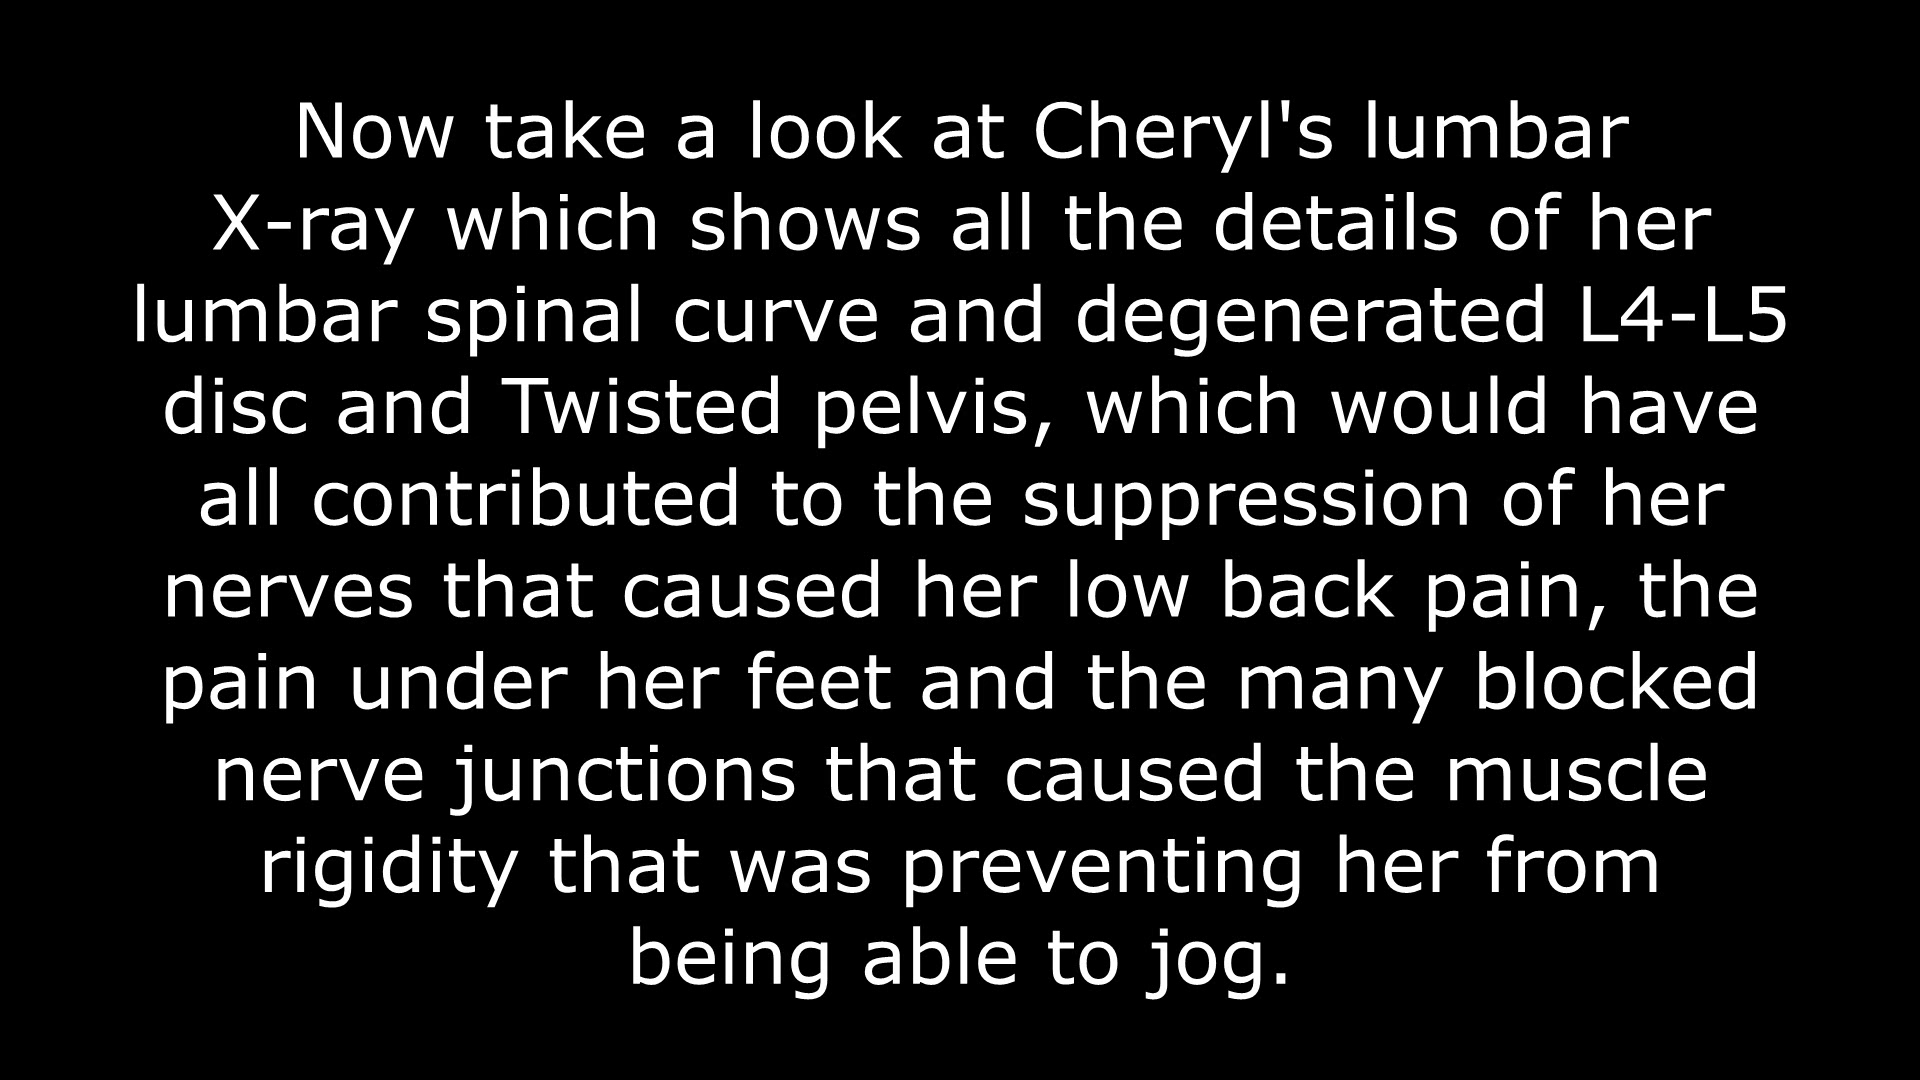 Now take a look at Cheryl's lumbar
X-ray which shows all the details of her
lumbar spinal curve and degenerated L4-L5
disc and Twisted pelvis, which would have
all contributed to the suppression of her
nerves that caused her low back pain, the
pain under her feet and the many blocked
nerve junctions that caused the muscle
rigidity that was preventing her from
being able to jog.